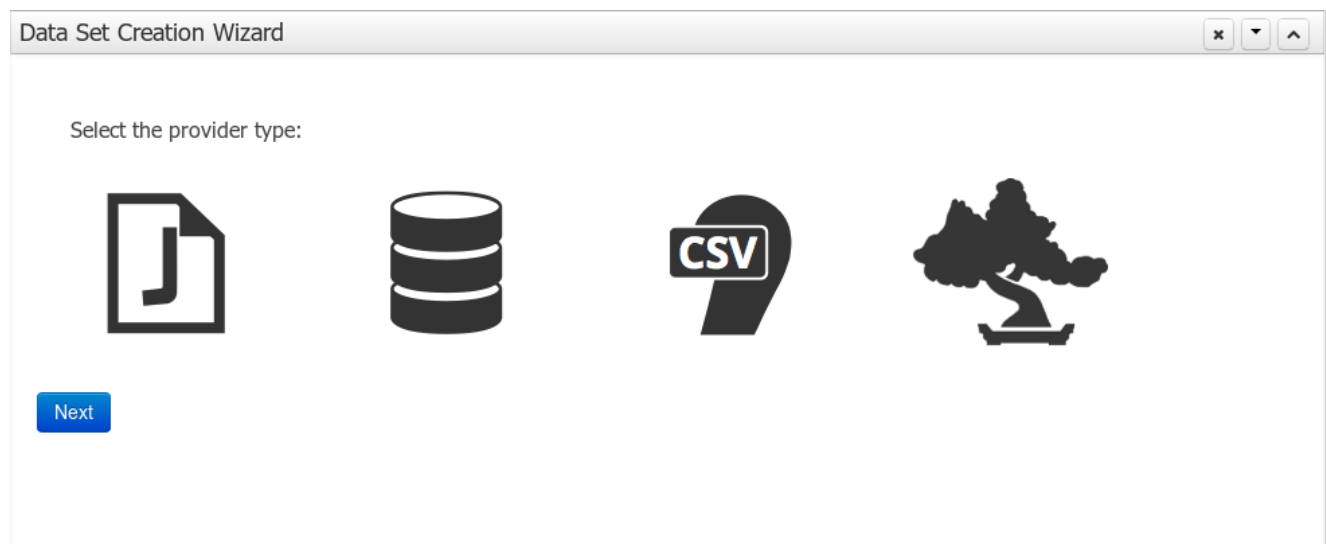 Data Set Creation Wizard
Select the provider type:
J
CSV
Next